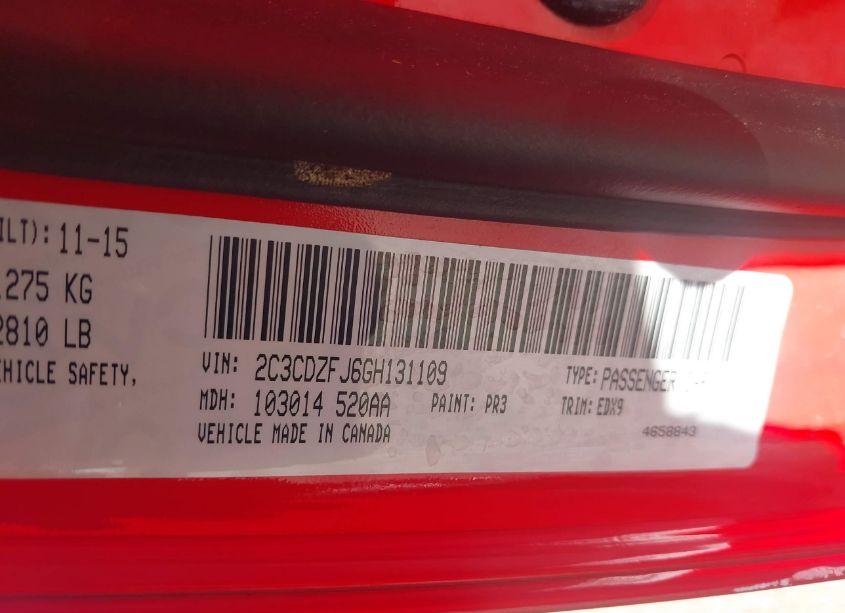 ILT): 11-15
275 KG
2810 LB
EHICLE SAFETY,
VIN: 2C3CDZFJ6GH131109
TYPE: PASSENGER
MDH: 103014 520AA
PAINT: PR3
TRIM: EDX9
VEHICLE MADE IN CANADA
4658843